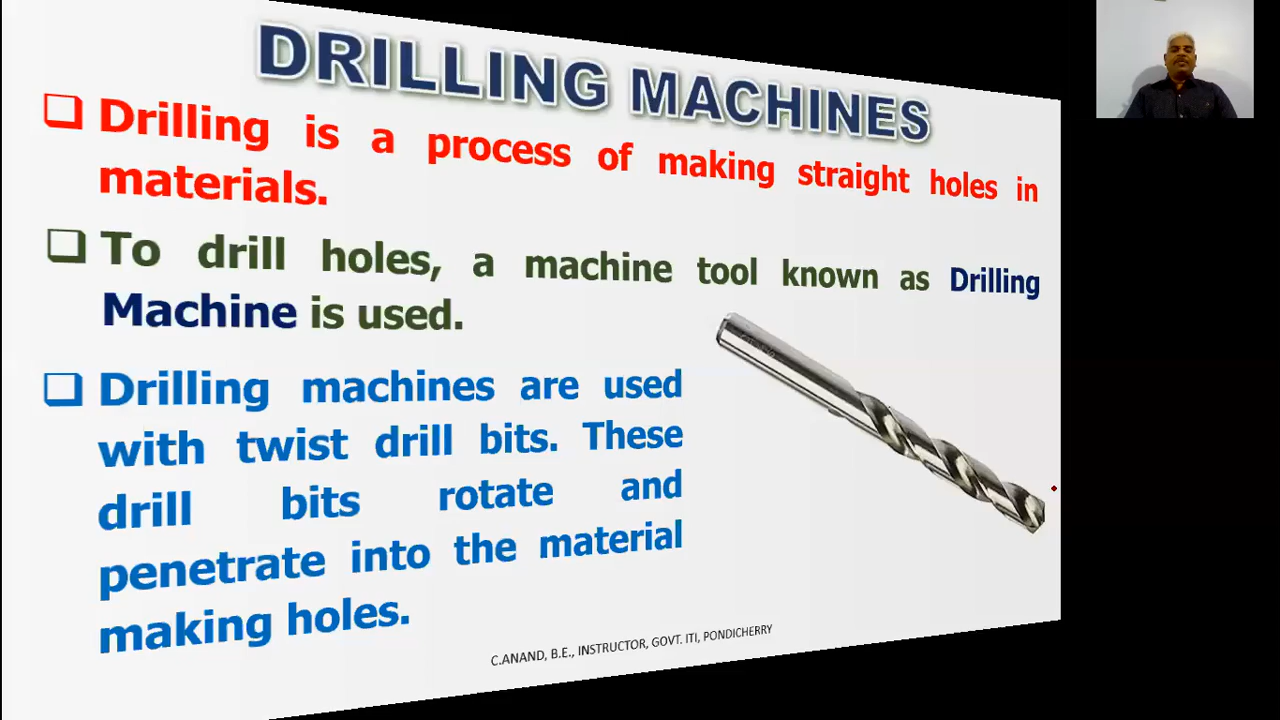 DRILLING MACHINES
❑ Drilling is a process of making straight holes in
materials.
❑ To drill holes, a machine tool known as Drilling
Machine is used.
❑ Drilling machines are used
with twist drill bits. These
drill bits rotate and
penetrate into the material
making holes.
C.ANAND, B.E., INSTRUCTOR, GOVT. ITI, PONDICHERRY